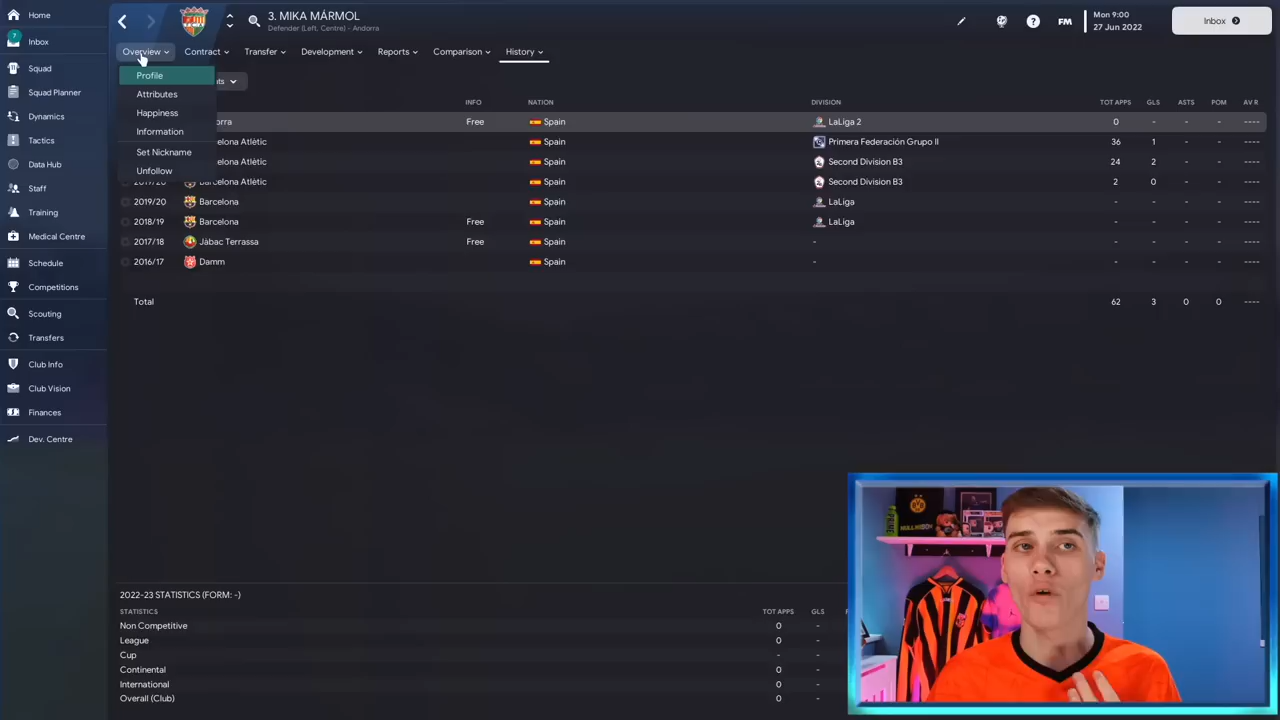 Home
3. MIKA MÁRMOL
Defender (Left, Centre) - Andorra
FM
Mon 9:00
27 Jun 2022
Inbox
7
Inbox
Overview Contract Transfer Development Reports Comparison History
Squad
Profile
Squad Planner
Attributes
INFO NATION DIVISION TOT APPS GLS ASTS POM AV R
Dynamics
Happiness
Free Spain LaLiga 2 0 - - - ----
Information
Tactics
Barcelona Atlètic Spain Primera Federación Grupo II 36 1 - - ----
Set Nickname
Data Hub
Spain Second Division B3 24 2 - - ----
Unfollow
2019/20 Barcelona Atlètic Spain Second Division B3 2 0 - - ----
Staff
2019/20 Barcelona Spain LaLiga - - - - ----
Training
2018/19 Barcelona Free Spain LaLiga - - - - ----
Medical Centre
2017/18 Jàbac Terrassa Free Spain - - - - - ----
Schedule
2016/17 Damm Spain - - - - - ----
Competitions
Total 62 3 0 0 ----
Scouting
Transfers
Club Info
Club Vision
Finances
Dev. Centre
2022-23 STATISTICS (FORM: -)
STATISTICS TOT APPS GLS
Non Competitive 0 -
League 0 -
Cup - -
Continental 0 -
International 0 -
Overall (Club) 0 -